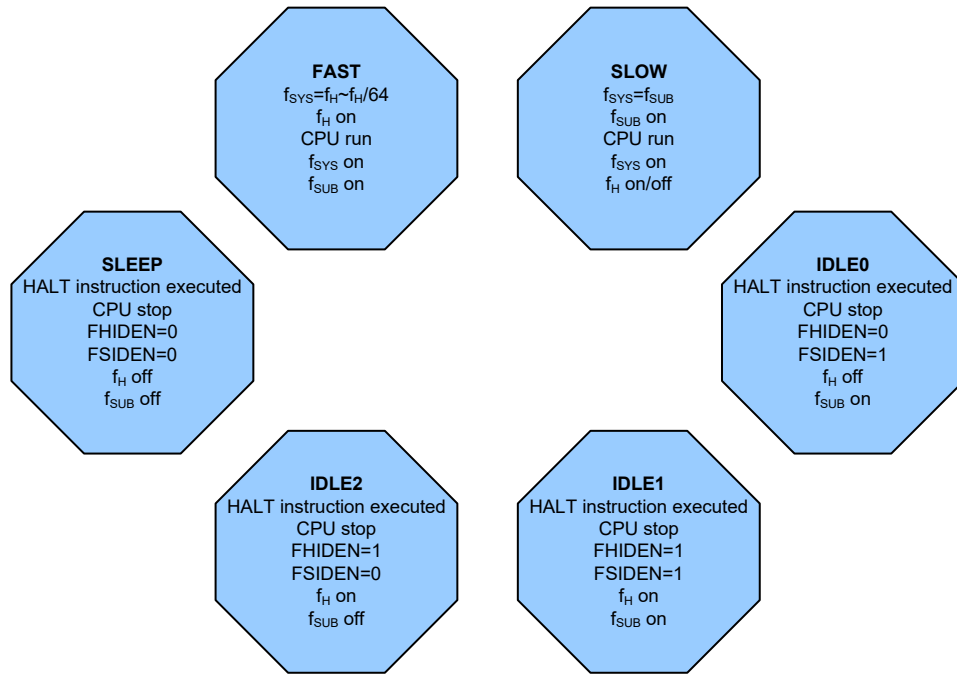 FAST
fSYS=fH~fH/64
fH on
CPU run
fSYS on
fSUB on
SLOW
fSYS=fSUB
fSUB on
CPU run
fSYS on
fH on/off
SLEEP
HALT instruction executed
CPU stop
FHIDEN=0
FSIDEN=0
fH off
fSUB off
IDLE0
HALT instruction executed
CPU stop
FHIDEN=0
FSIDEN=1
fH off
fSUB on
IDLE2
HALT instruction executed
CPU stop
FHIDEN=1
FSIDEN=0
fH on
fSUB off
IDLE1
HALT instruction executed
CPU stop
FHIDEN=1
FSIDEN=1
fH on
fSUB on